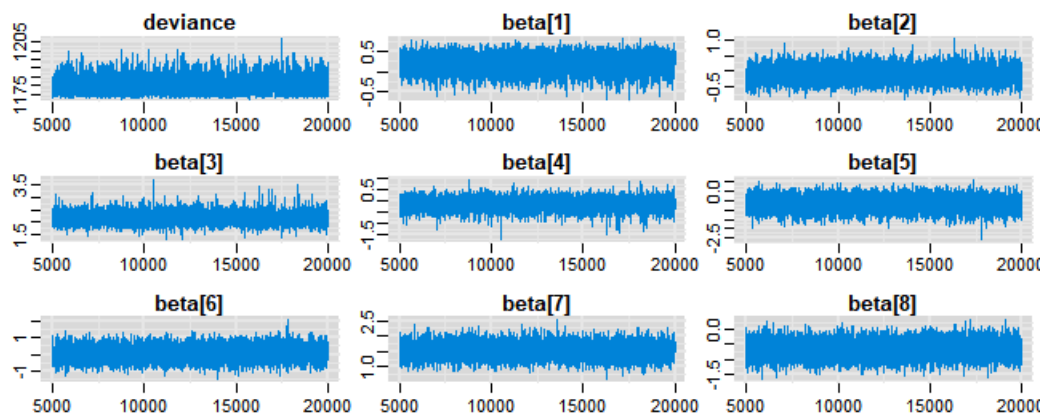 deviance beta[1] beta[2]
1175 1205 -0.5 0.5 -0.5 1.0
5000 10000 15000 20000 5000 10000 15000 20000 5000 10000 15000 20000
beta[3] beta[4] beta[5]
1.5 3.5 -1.5 0.5 -2.5 0.0
5000 10000 15000 20000 5000 10000 15000 20000 5000 10000 15000 20000
beta[6] beta[7] beta[8]
-1 1 1.0 2.5 -1.5 0.0
5000 10000 15000 20000 5000 10000 15000 20000 5000 10000 15000 20000